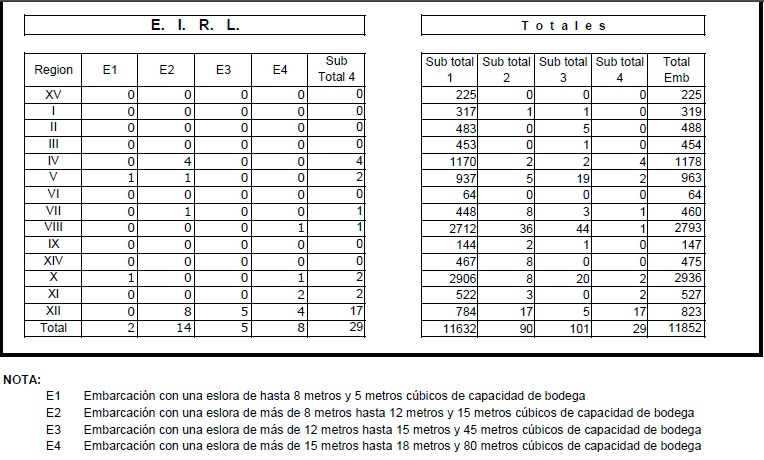 E. I. R. L. Totales
Region E1 E2 E3 E4 Sub Total 4 Sub total 1 Sub total 2 Sub total 3 Sub total 4 Total Emb
XV 0 0 0 0 0 225 0 0 0 225
I 0 0 0 0 0 317 1 1 0 319
II 0 0 0 0 0 483 0 5 0 488
III 0 0 0 0 0 453 0 1 0 454
IV 0 4 0 0 4 1170 2 2 4 1178
V 1 1 0 0 2 937 5 19 2 963
VI 0 0 0 0 0 64 0 0 0 64
VII 0 1 0 0 1 448 8 3 1 460
VIII 0 0 0 1 1 2712 36 44 1 2793
IX 0 0 0 0 0 144 2 1 0 147
XIV 0 0 0 0 0 467 8 0 0 475
X 1 0 0 1 2 2906 8 20 2 2936
XI 0 0 0 2 2 522 3 0 2 527
XII 0 8 5 4 17 784 17 5 17 823
Total 2 14 5 8 29 11632 90 101 29 11852
NOTA:
E1 Embarcación con una eslora de hasta 8 metros y 5 metros cúbicos de capacidad de bodega
E2 Embarcación con una eslora de más de 8 metros hasta 12 metros y 15 metros cúbicos de capacidad de bodega
E3 Embarcación con una eslora de más de 12 metros hasta 15 metros y 45 metros cúbicos de capacidad de bodega
E4 Embarcación con una eslora de más de 15 metros hasta 18 metros y 80 metros cúbicos de capacidad de bodega